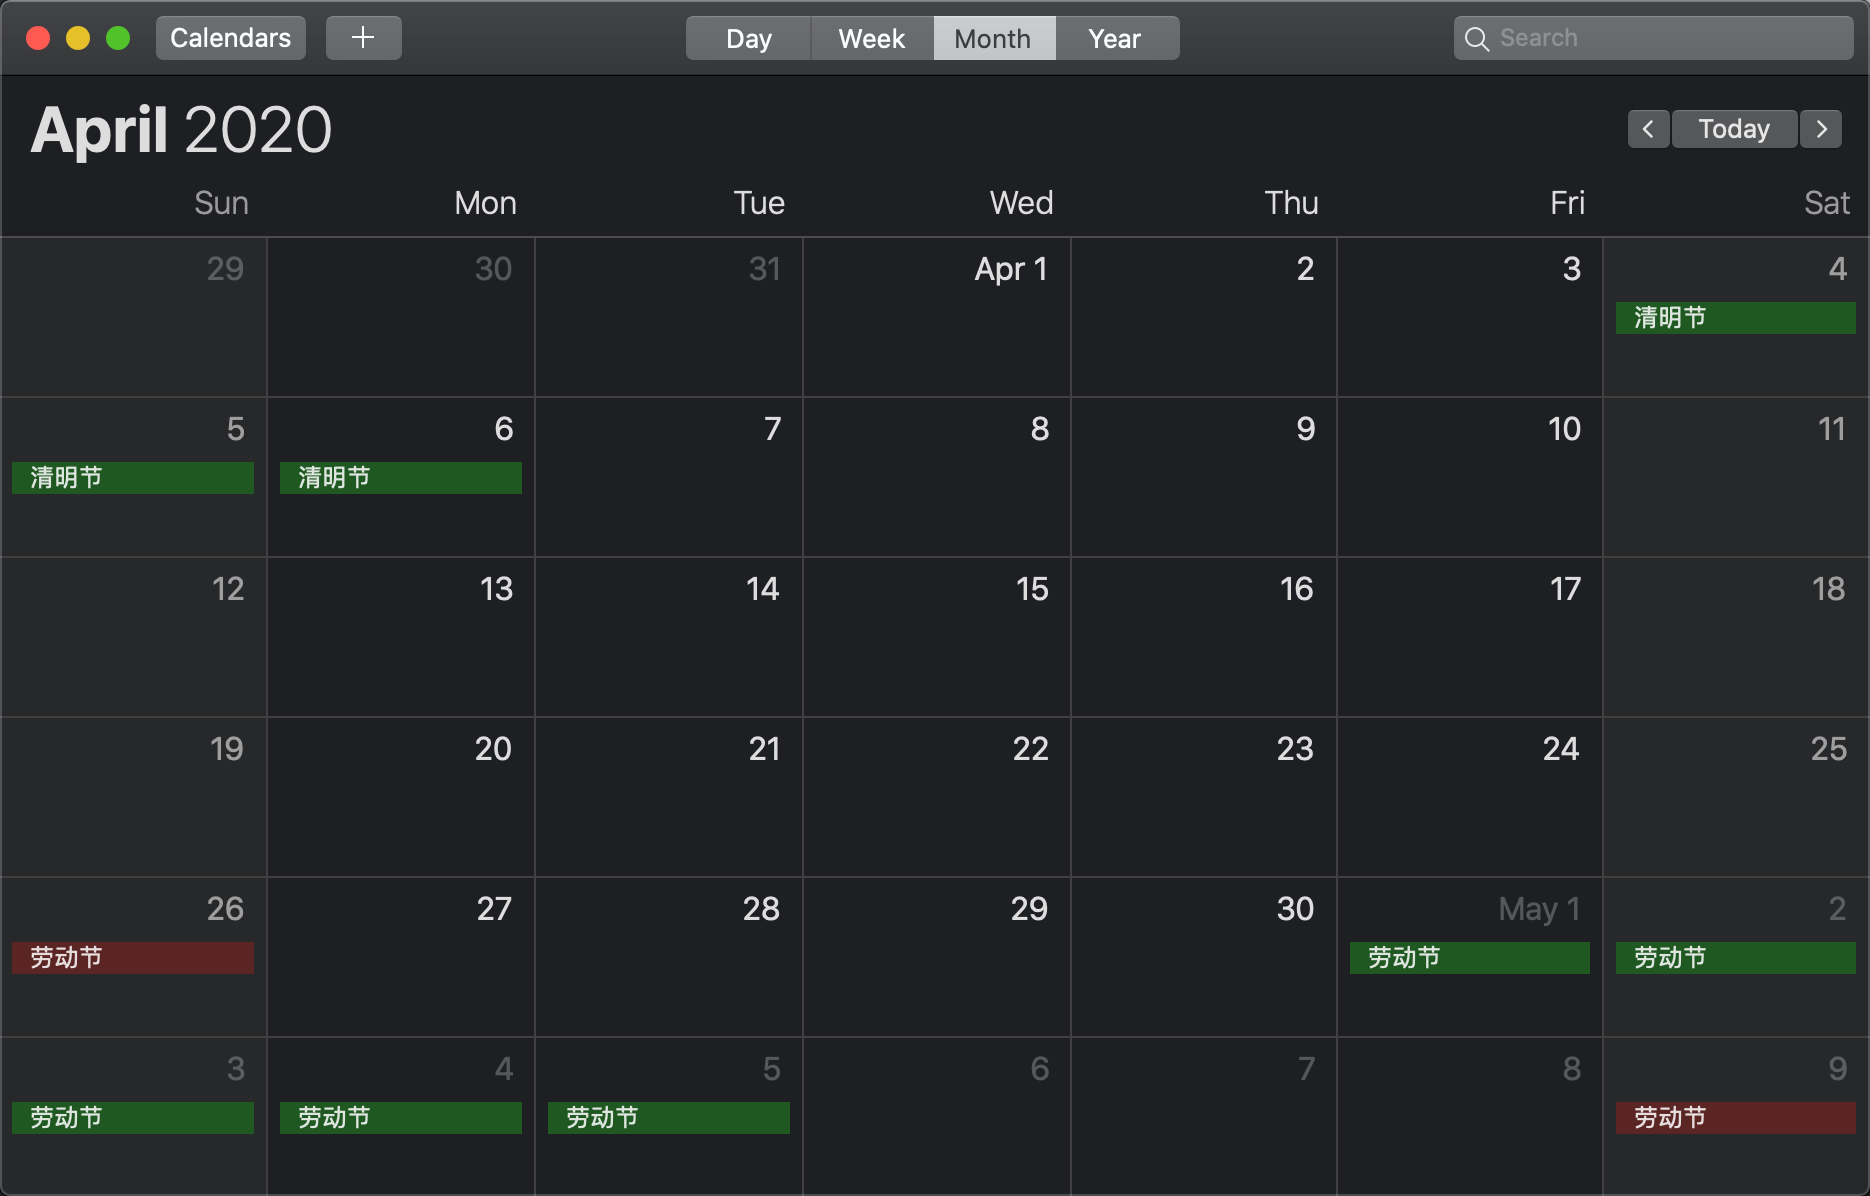 Calendars + Day Week Month Year Search
April 2020
< Today >
Sun Mon Tue Wed Thu Fri Sat
29 30 31 Apr 1 2 3 4
清明节
5 6 7 8 9 10 11
清明节 清明节
12 13 14 15 16 17 18
19 20 21 22 23 24 25
26 27 28 29 30 May 1 2
劳动节 劳动节 劳动节
3 4 5 6 7 8 9
劳动节 劳动节 劳动节 劳动节